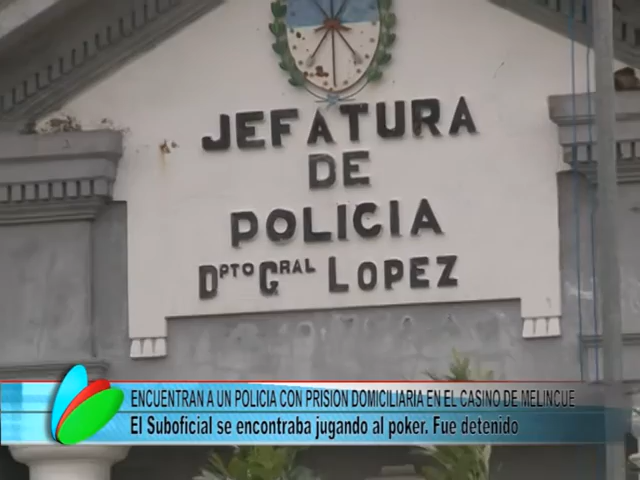 JEFATURA
DE
POLICIA
DPTO GRAL LOPEZ
ENCUENTRAN A UN POLICIA CON PRISION DOMICILIARIA EN EL CASINO DE MELINCUE
El Suboficial se encontraba jugando al poker. Fue detenido